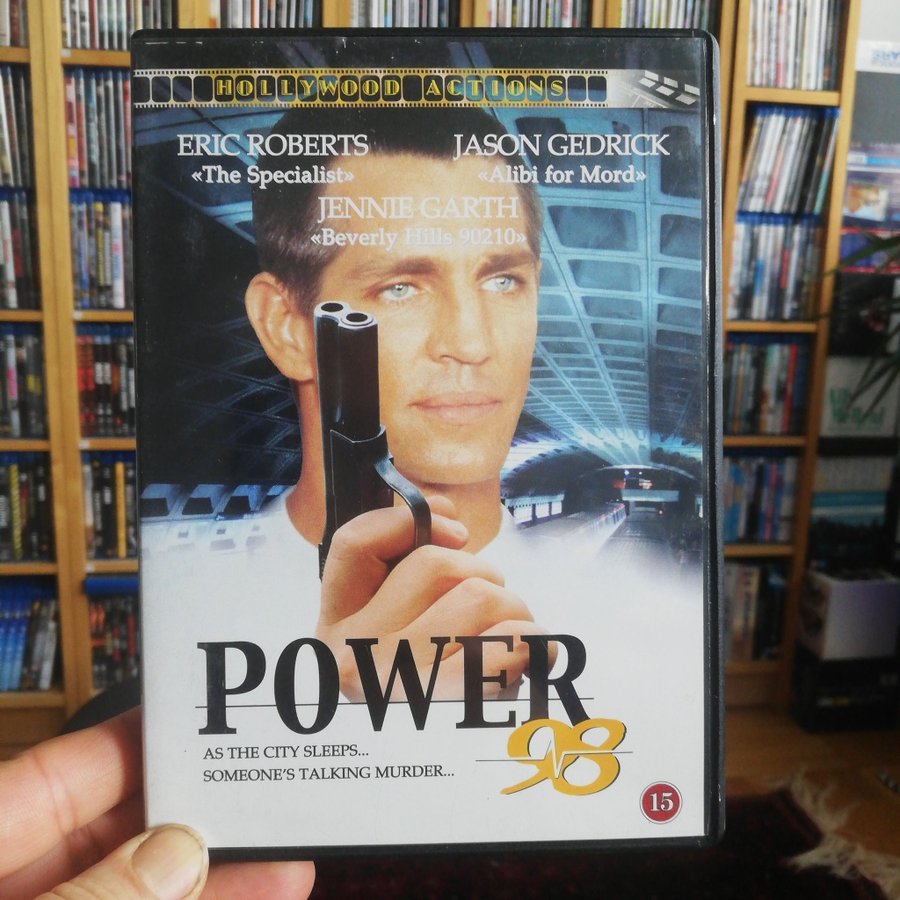 HOLLYWOOD ACTIONS
ERIC ROBERTS JASON GEDRICK
«The Specialist» «Alibi for Mord»
JENNIE GARTH
«Beverly Hills 90210»
POWER
98
AS THE CITY SLEEPS...
SOMEONE'S TALKING MURDER...
15